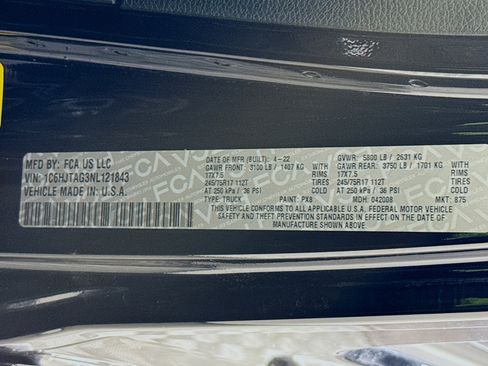 MFD BY: FCA US LLC
VIN: 1C6HJTAG3NL121843
VEHICLE MADE IN: U.S.A.
DATE OF MFR (BUILT): 4-22 GVWR: 5800 LB / 2631 KG
GAWR FRONT: 3100 LB / 1407 KG GAWR REAR: 3750 LB / 1701 KG
17X7.5 RIMS 17X7.5 RIMS
245/75R17 112T TIRES 245/75R17 112T TIRES
AT 250 kPa / 36 PSI COLD AT 250 kPa / 36 PSI COLD
TYPE: TRUCK PAINT: PX8 MDH: 042008 MKT: 875
THIS VEHICLE CONFORMS TO ALL APPLICABLE U.S.A. FEDERAL MOTOR VEHICLE
SAFETY AND THEFT PREVENTION STANDARDS IN EFFECT ON THE DATE OF
MANUFACTURE SHOWN ABOVE.